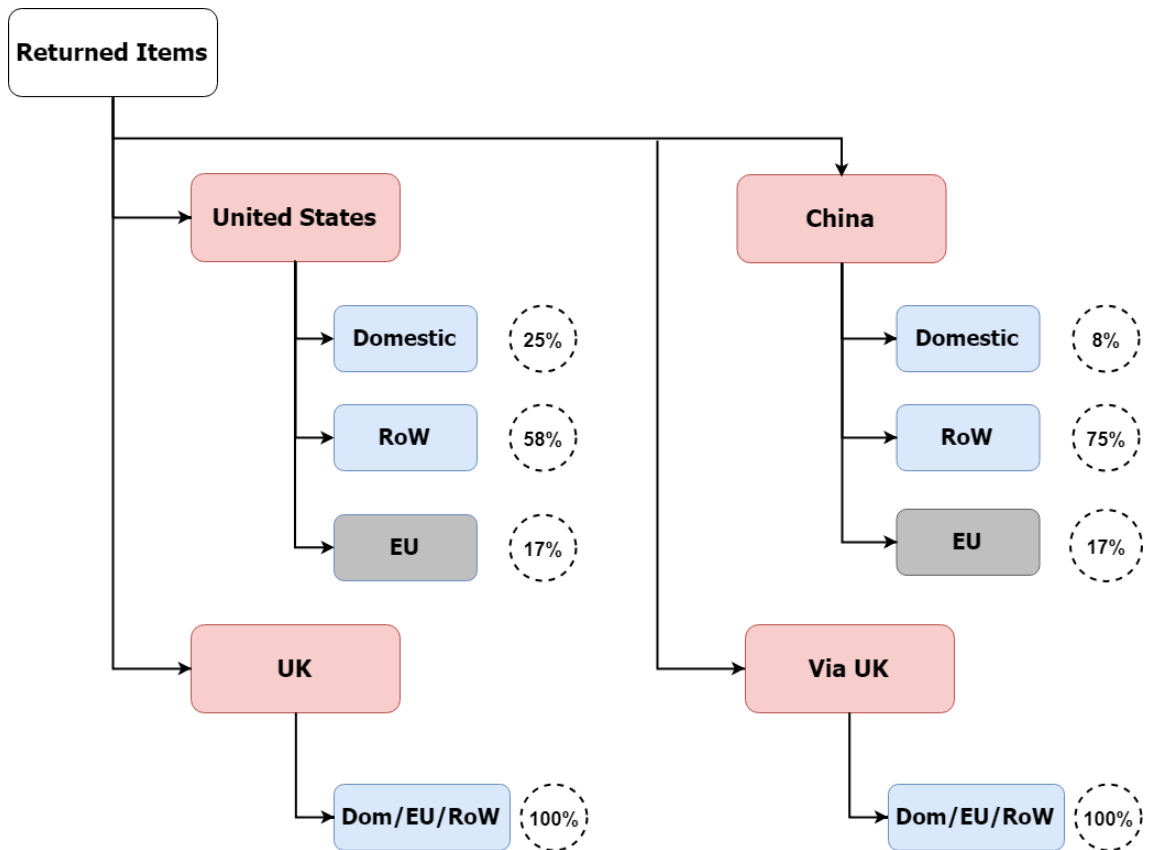 Returned Items
United States
China
Domestic
25%
Domestic
8%
RoW
58%
RoW
75%
EU
17%
EU
17%
UK
Via UK
Dom/EU/RoW
100%
Dom/EU/RoW
100%